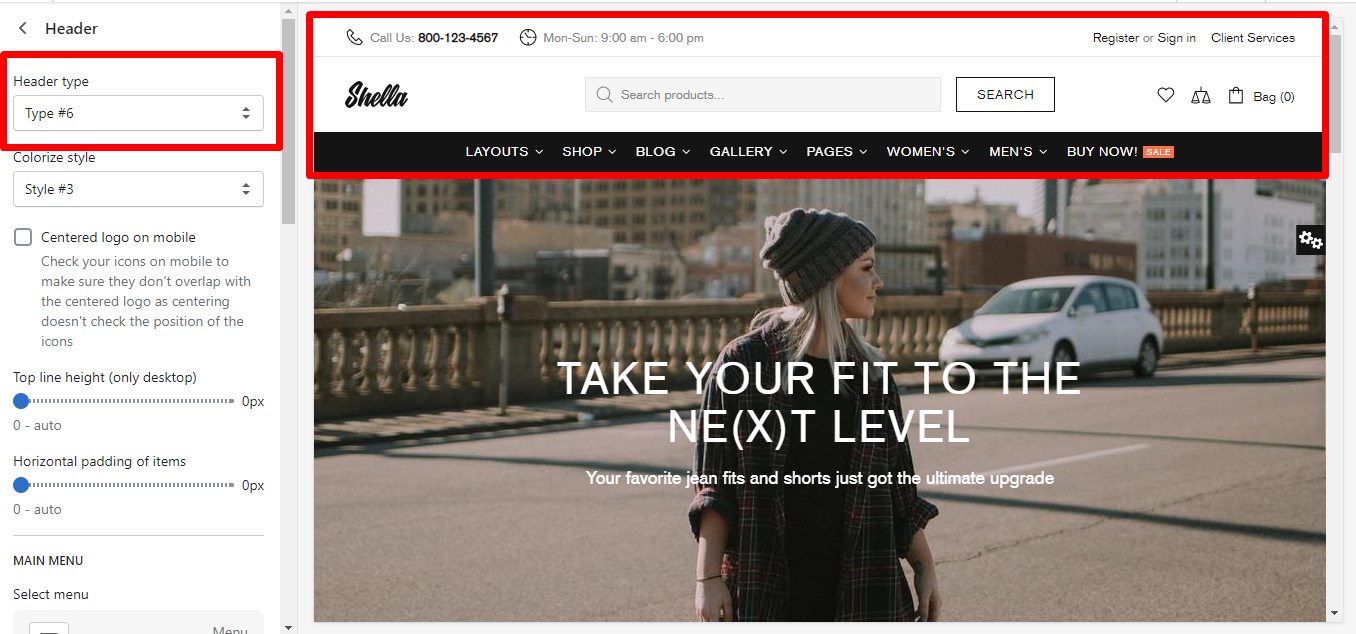 Header
Header type
Type #6
Colorize style
Style #3
Centered logo on mobile
Check your icons on mobile to
make sure they don't overlap with
the centered logo as centering
doesn't check the position of the
icons
Top line height (only desktop)
0px
0 - auto
Horizontal padding of items
0px
0 - auto
MAIN MENU
Select menu
Menu
Call Us: 800-123-4567 Mon-Sun: 9:00 am - 6:00 pm Register or Sign in Client Services
Shella Search products... SEARCH Bag (0)
LAYOUTS SHOP BLOG GALLERY PAGES WOMEN'S MEN'S BUY NOW! SALE
TAKE YOUR FIT TO THE
NE(X)T LEVEL
Your favorite jean fits and shorts just got the ultimate upgrade